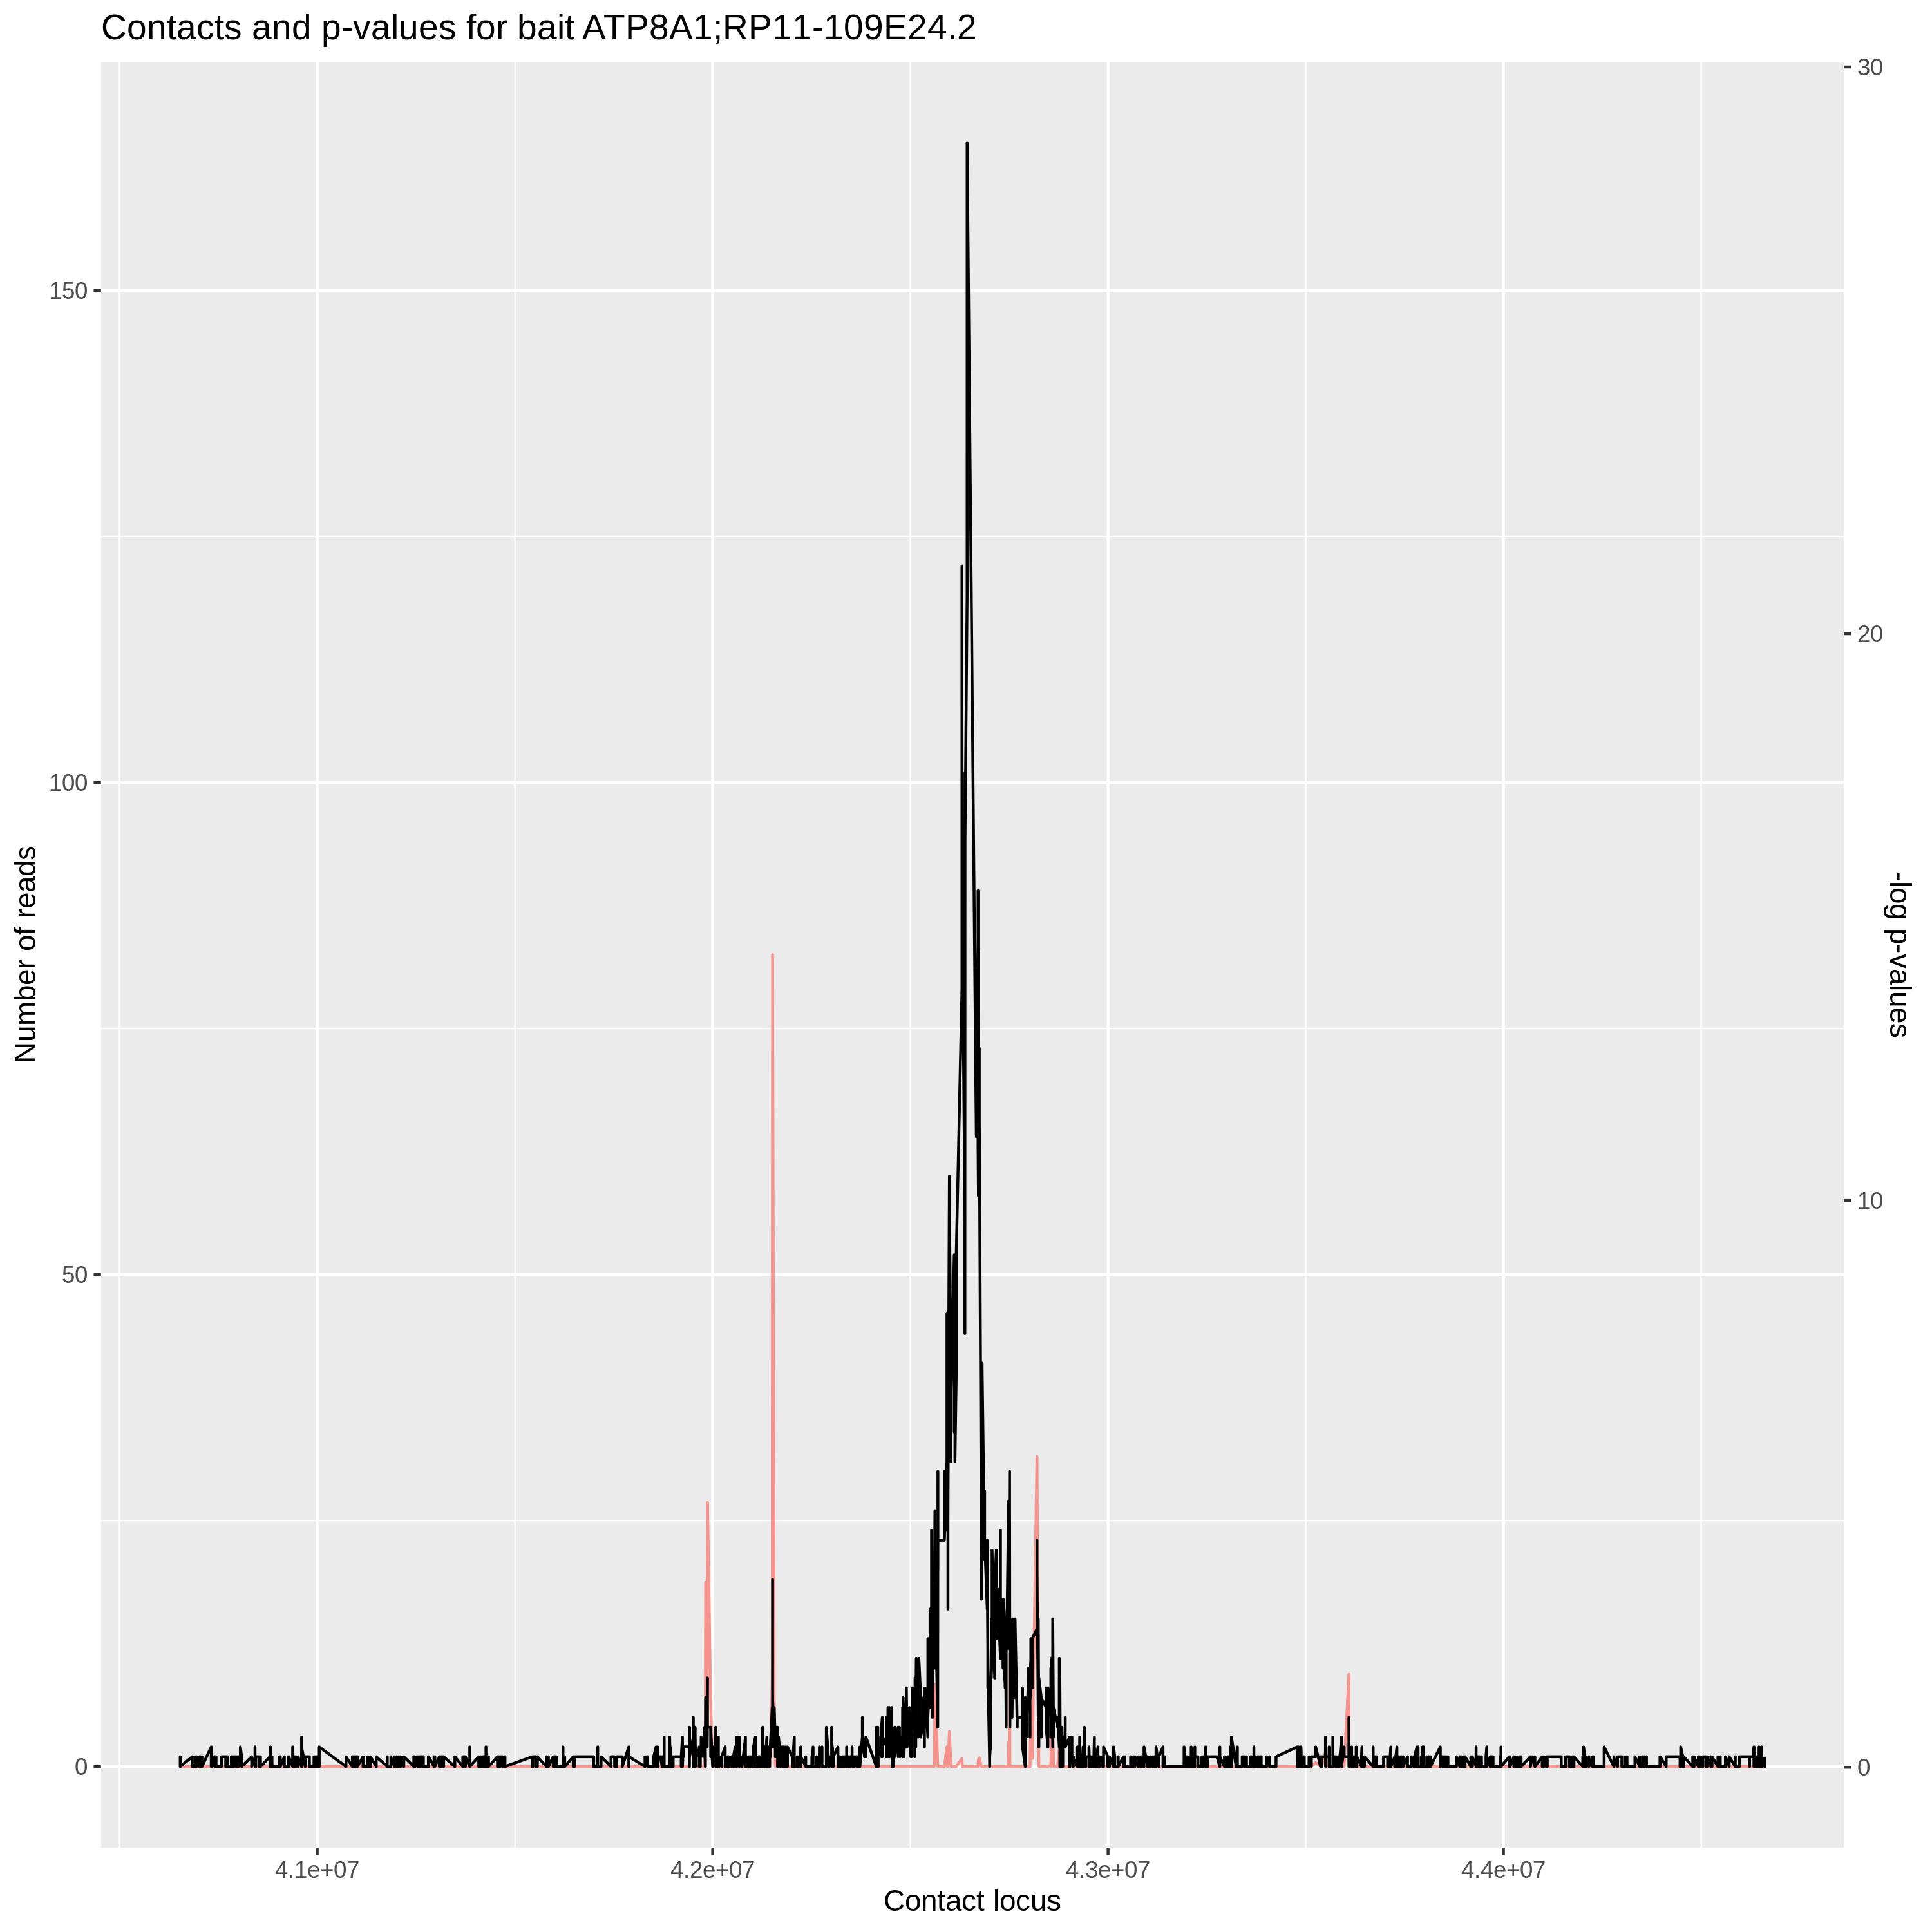 Contacts and p-values for bait ATP8A1;RP11-109E24.2
30
150
20
100
Number of reads
-log p-values
10
50
0
0
4.1e+07
4.2e+07
4.3e+07
4.4e+07
Contact locus